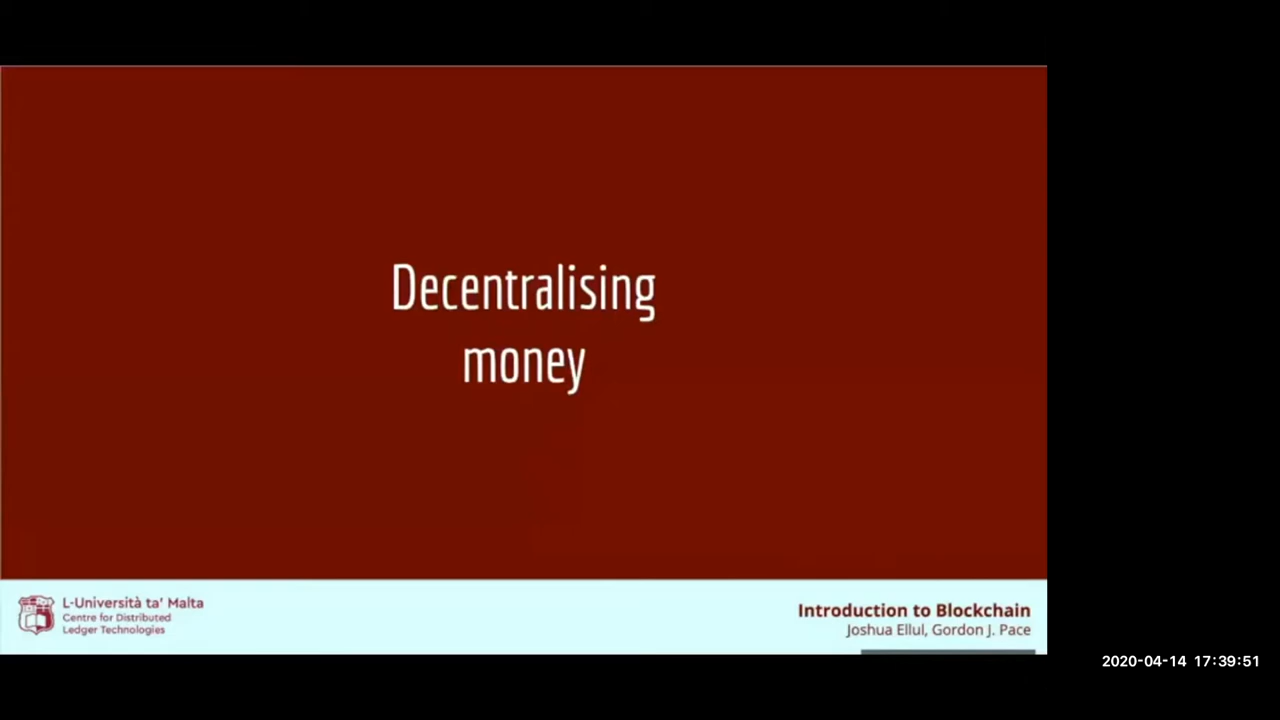 Decentralising
money
L-Università ta' Malta
Centre for Distributed
Ledger Technologies
Introduction to Blockchain
Joshua Ellul, Gordon J. Pace
2020-04-14 17:39:51